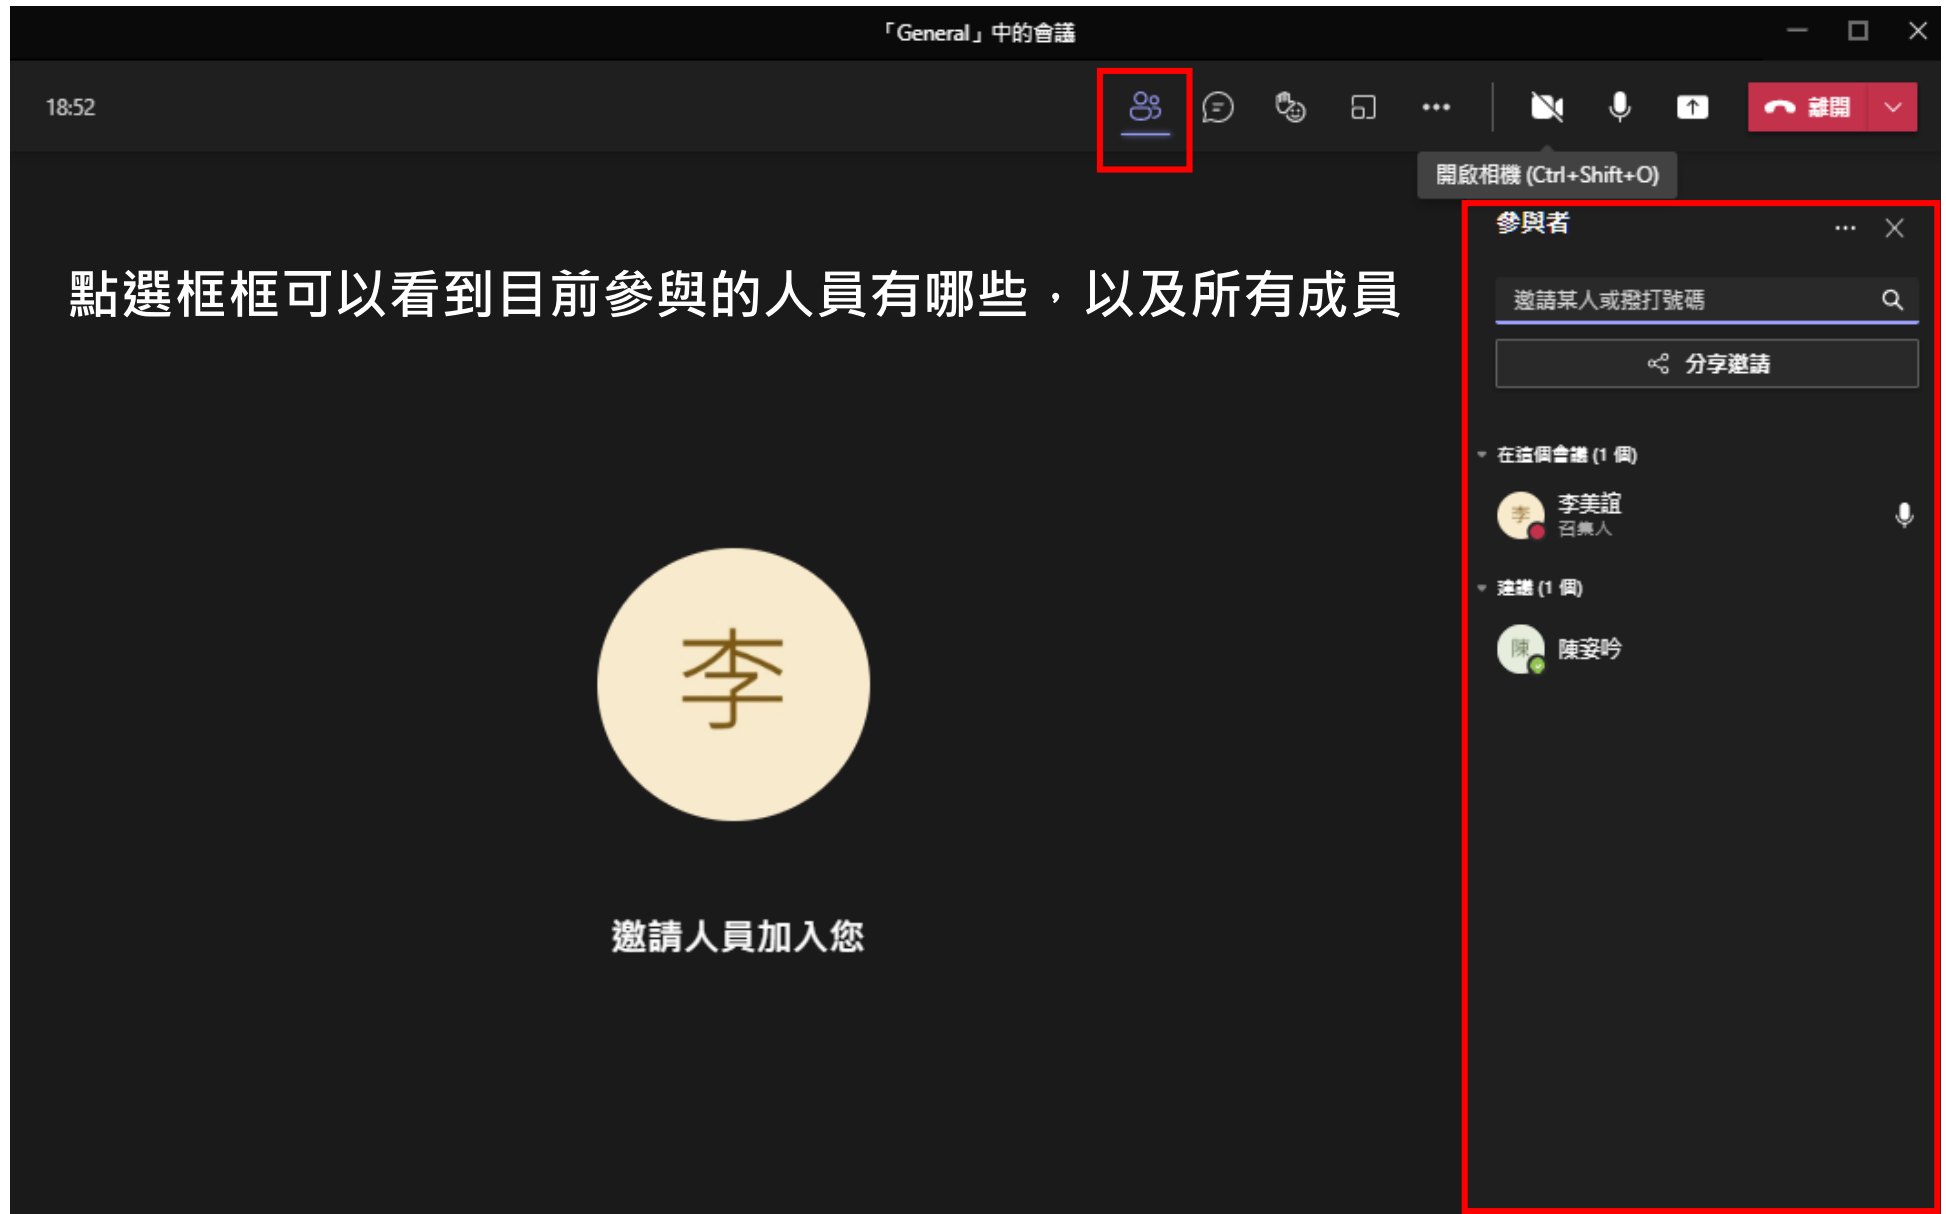 「General」中的會議
18:52
離開
開啟相機 (Ctrl+Shift+O)
參與者
點選框框可以看到目前參與的人員有哪些，以及所有成員
邀請某人或撥打號碼
分享邀請
在這個會議 (1 個)
李
李美誼
召集人
建議 (1 個)
陳
陳姿吟
李
邀請人員加入您